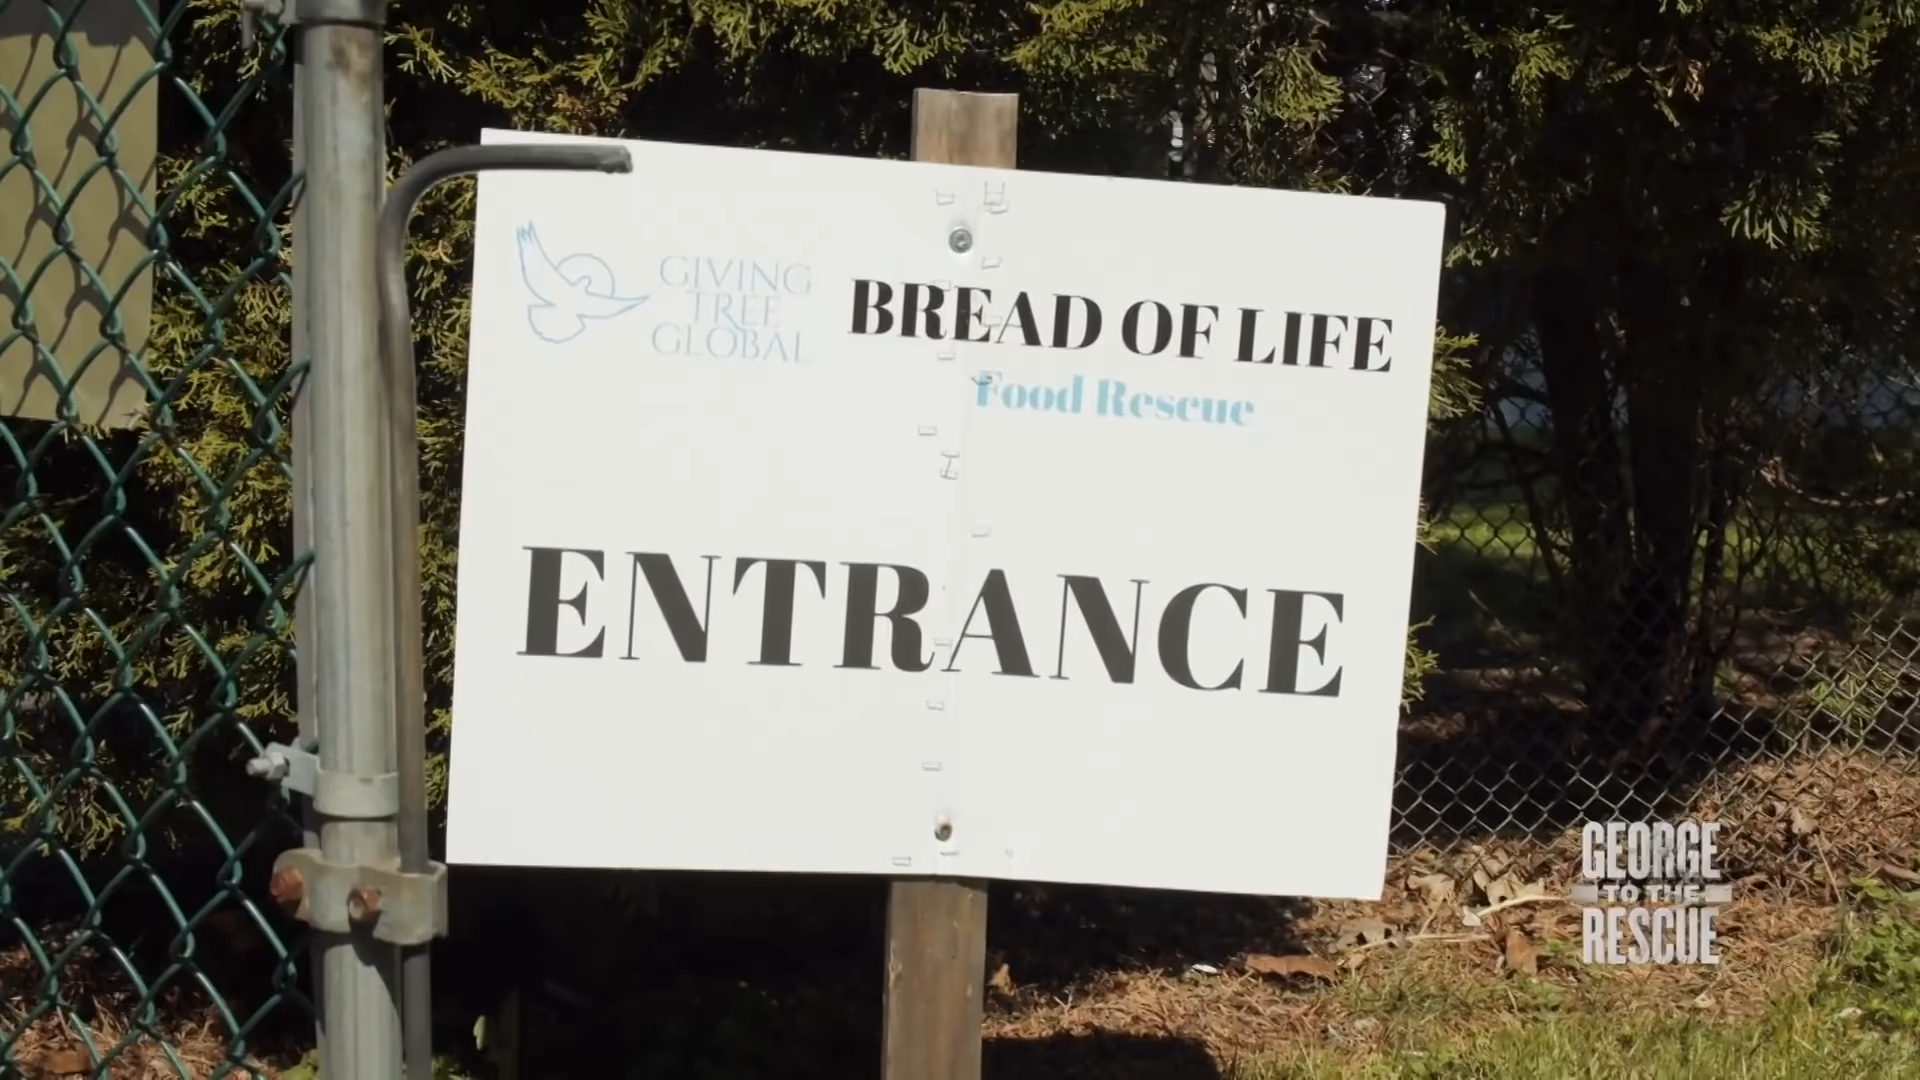 GIVING
TREE
GLOBAL
BREAD OF LIFE
Food Rescue
ENTRANCE
GEORGE
TO THE
RESCUE